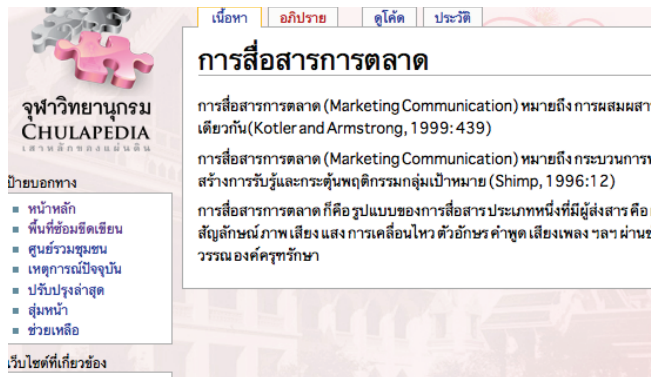 เนื้อหา
อภิปราย
ดูโค้ด
ประวัติ
การสื่อสารการตลาด
จุฬาวิทยานุกรม
CHULAPEDIA
เสาหลักของแผ่นดิน
การสื่อสารการตลาด (Marketing Communication) หมายถึง การผสมผสา
เดียวกัน(Kotler and Armstrong, 1999: 439)
การสื่อสารการตลาด (Marketing Communication) หมายถึง กระบวนการ
สร้างการรับรู้และกระตุ้นพฤติกรรมกลุ่มเป้าหมาย (Shimp, 1996:12)
การสื่อสารการตลาด ก็คือ รูปแบบของการสื่อสาร ประเภทหนึ่งที่มีผู้ส่งสาร คือ
สัญลักษณ์ ภาพ เสียง แสง การเคลื่อนไหว ตัวอักษร คำพูด เสียงเพลง ฯลฯ ผ่าน
วรรณ องค์ครุฑรักษา
ป้ายบอกทาง
หน้าหลัก
พื้นที่ซ้อมขีดเขียน
ศูนย์รวมชุมชน
เหตุการณ์ปัจจุบัน
ปรับปรุงล่าสุด
สุ่มหน้า
ช่วยเหลือ
เว็บไซต์ที่เกี่ยวข้อง